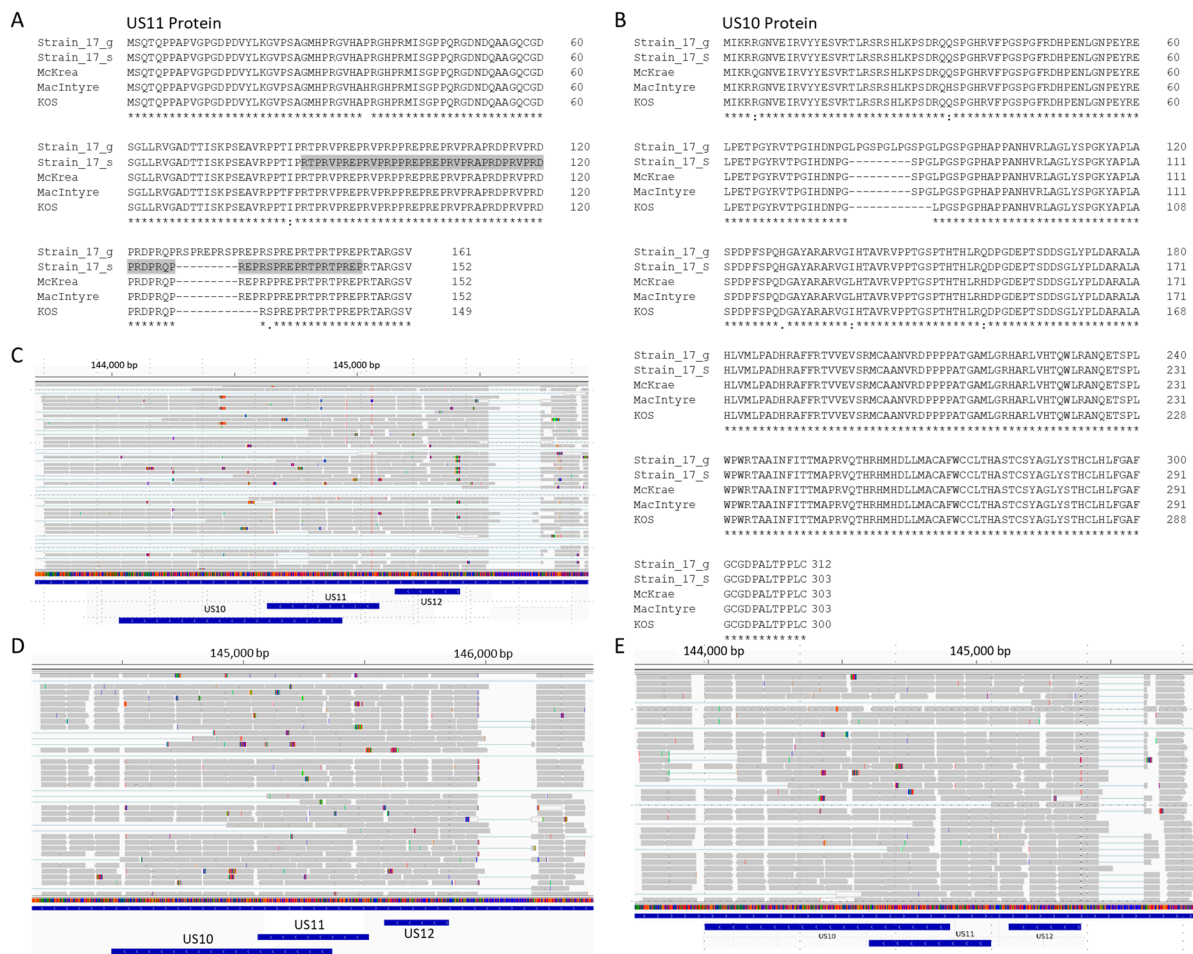 A
US11 Protein
Strain_17_g MSQTQPPAPVGPGDPDVYLKGVPSAGMHPRGVHAPRGHPRMISGPPQRGDNDQAAGQCGD 60
Strain_17_s MSQTQPPAPVGPGDPDVYLKGVPSAGMHPRGVHAPRGHPRMISGPPQRGDNDQAAGQCGD 60
McKrea MSQTQPPAPVGPGDPDVYLKGVPSAGMHPRGVHAPRGHPRMISGPPQRGDNDQAAGQCGD 60
MacIntyre MSQTQPPAPVGPGDPDVYLKGVPSAGMHPRGVHAPRGHPRMISGPPQRGDNDQAAGQCGD 60
KOS MSQTQPPAPVGPGDPDVYLKGVPSAGMHPRGVHAPRGHPRMISGPPQRGDNDQAAGQCGD 60
Strain_17_g SGLLRVGADTTISKPSEAVRPPTIPRTPRVPREPRVPRPPREPREPRVPRAPRDPRVPRD 120
Strain_17_s SGLLRVGADTTISKPSEAVRPPTIPRTPRVPREPRVPRPPREPREPRVPRAPRDPRVPRD 120
McKrea SGLLRVGADTTISKPSEAVRPPTIPRTPRVPREPRVPRPPREPREPRVPRAPRDPRVPRD 120
MacIntyre SGLLRVGADTTISKPSEAVRPPTFPRTPRVPREPRVPRPPREPREPRVPRAPRDPRVPRD 120
KOS SGLLRVGADTTISKPSEAVRPPTIPRTPRVPREPRVPRPPREPREPRVPRAPRDPRVPRD 120
Strain_17_g PRDPRQPRSPREPRSPREPRSPREPRTPRTPREPRTARGSV 161
Strain_17_s PRDPRQP---------REPRSPREPRTPRTPREPRTARGSV 152
McKrea PRDPRQP---------REPRPPREPRTPRTPREPRTARGSV 152
MacIntyre PRDPRQP---------REPRPPREPRTPRTPREPRTARGSV 152
KOS PRDPRQP------------RSPREPRTPRTPREPRTARGSV 149
B
US10 Protein
Strain_17_g MIKRRGNVEIRVYYESVRTLRSRSHLKPSDRQQSPGHRVFPGSPGFRDHPENLGNPEYRE 60
Strain_17_S MIKRRGNVEIRVYYESVRTLRSRSHLKPSDRQQSPGHRVFPGSPGFRDHPENLGNPEYRE 60
McKrae MIKRQGNVEIRVYYESVRTLRSRSHLKPSDRQQSPGHRVFPGSPGFRDHPENLGNPEYRE 60
MacIntyre MIKRRGNVEIRVYYESVRTLRSRSHLKPSDRQHSPGHRVFPGSPGFRDHPENLGNPEYRE 60
KOS MIKRRGNVEIRVYYESVRTLRSRSHLKPSDRQQSPGHRVFPGSPGFRDHPENLGNPEYRE 60
Strain_17_g LPETPGYRVTPGIHDNPGLPGSPGLPGSPGLPGSPGPHAPPANHVRLAGLYSPGKYAPLA 120
Strain_17_S LPETPGYRVTPGIHDNPG---------SPGLPGSPGPHAPPANHVRLAGLYSPGKYAPLA 111
McKrae LPETPGYRVTPGIHDNPG---------SPGLPGSPGPHAPPANHVRLAGLYSPGKYAPLA 111
MacIntyre LPETPGYRVTPGIHDNPG---------SPGLPGSPGPHAPPANHVRLAGLYSPGKYAPLA 111
KOS LPETPGYRVTPGIHDNPG------------LPGSPGPHAPPANHVRLAGLYSPGKYAPLA 108
Strain_17_g SPDPFSPQHGAYARARVGIHTAVRVPPTGSPTHTHLRQDPGDEPTSDDSGLYPLDARALA 180
Strain_17_S SPDPFSPQDGAYARARVGIHTAVRVPPTGSPTHTHLRQDPGDEPTSDDSGLYPLDARALA 171
McKrae SPDPFSPQDGAYARARVGLHTAVRVPPTGSPTHTHLRQDPGDEPTSDDSGLYPLDARALA 171
MacIntyre SPDPFSPQDGAYARARVGIHTAVRVPPTGSPTHTHLRHDPGDEPTSDDSGLYPLDARALA 171
KOS SPDPFSPQDGAYARARVGIHTAVRVPPTGSPTHTHLRQDPGDEPTSDDSGLYPLDARALA 168
Strain_17_g HLVMLPADHRAFFRTVVEVSRMCAANVRDPPPPATGAMLGRHARLVHTQWLRANQETSPL 240
Strain_17_S HLVMLPADHRAFFRTVVEVSRMCAANVRDPPPPATGAMLGRHARLVHTQWLRANQETSPL 231
McKrae HLVMLPADHRAFFRTVVEVSRMCAANVRDPPPPATGAMLGRHARLVHTQWLRANQETSPL 231
MacIntyre HLVMLPADHRAFFRTVVEVSRMCAANVRDPPPPATGAMLGRHARLVHTQWLRANQETSPL 231
KOS HLVMLPADHRAFFRTVVEVSRMCAANVRDPPPPATGAMLGRHARLVHTQWLRANQETSPL 228
Strain_17_g WPWRTAAINFITTMAPRVQTHRHMHDLLMACAFWCCLTHASTCSYAGLYSTHCLHLFGAF 300
Strain_17_S WPWRTAAINFITTMAPRVQTHRHMHDLLMACAFWCCLTHASTCSYAGLYSTHCLHLFGAF 291
McKrae WPWRTAAINFITTMAPRVQTHRHMHDLLMACAFWCCLTHASTCSYAGLYSTHCLHLFGAF 291
MacIntyre WPWRTAAINFITTMAPRVQTHRHMHDLLMACAFWCCLTHASTCSYAGLYSTHCLHLFGAF 291
KOS WPWRTAAINFITTMAPRVQTHRHMHDLLMACAFWCCLTHASTCSYAGLYSTHCLHLFGAF 288
Strain_17_g GCGDPALTPPLC 312
Strain_17_S GCGDPALTPPLC 303
McKrae GCGDPALTPPLC 303
MacIntyre GCGDPALTPPLC 303
KOS GCGDPALTPPLC 300
C
144,000 bp 145,000 bp
US12
US11
US10
D
145,000 bp 146,000 bp
US12
US11
US10
E
144,000 bp 145,000 bp
US10 US11 US12